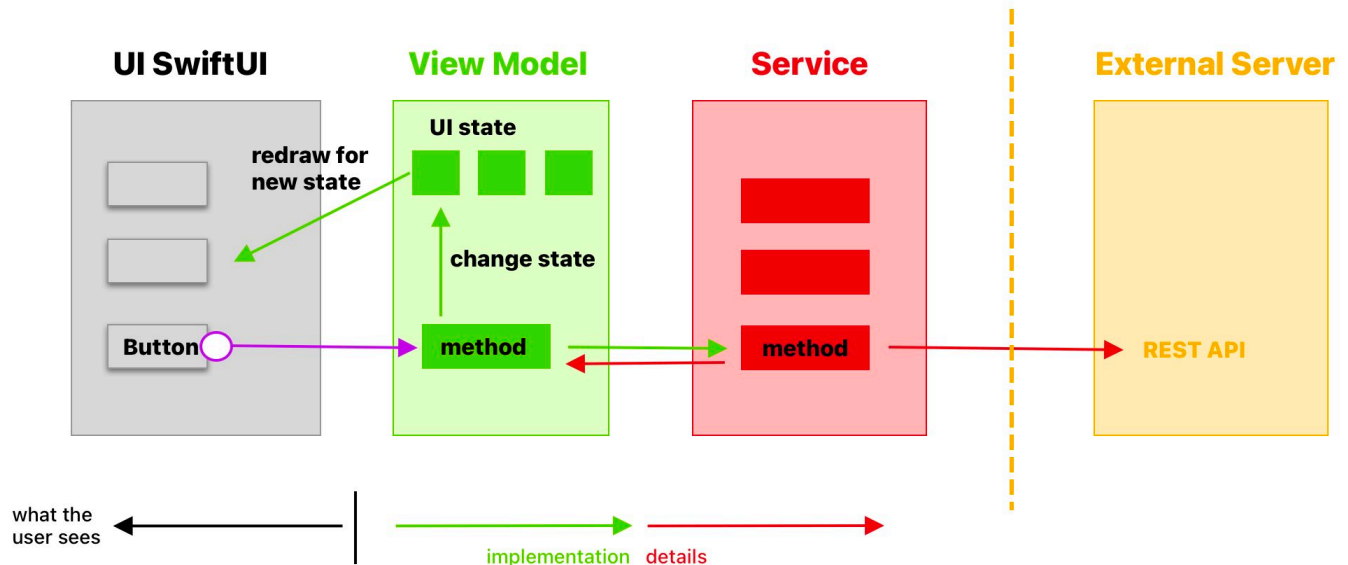 UI SwiftUI
View Model
Service
External Server
UI state
redraw for
new state
change state
Button
method
method
REST API
what the
user sees
implementation details